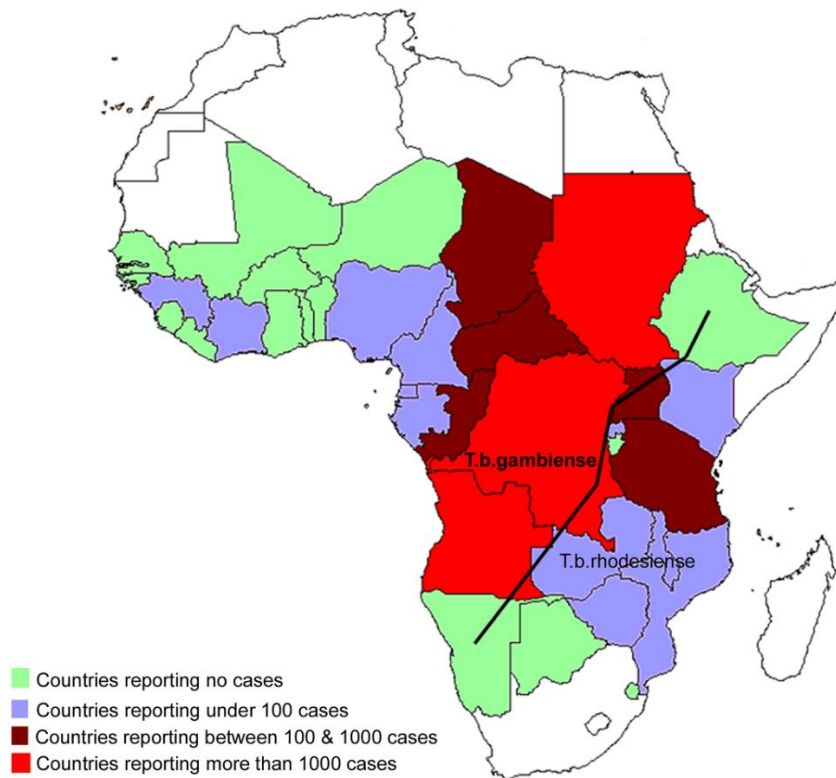 T.b.gambiense
T.b.rhodesiense
Countries reporting no cases
Countries reporting under 100 cases
Countries reporting between 100 & 1000 cases
Countries reporting more than 1000 cases